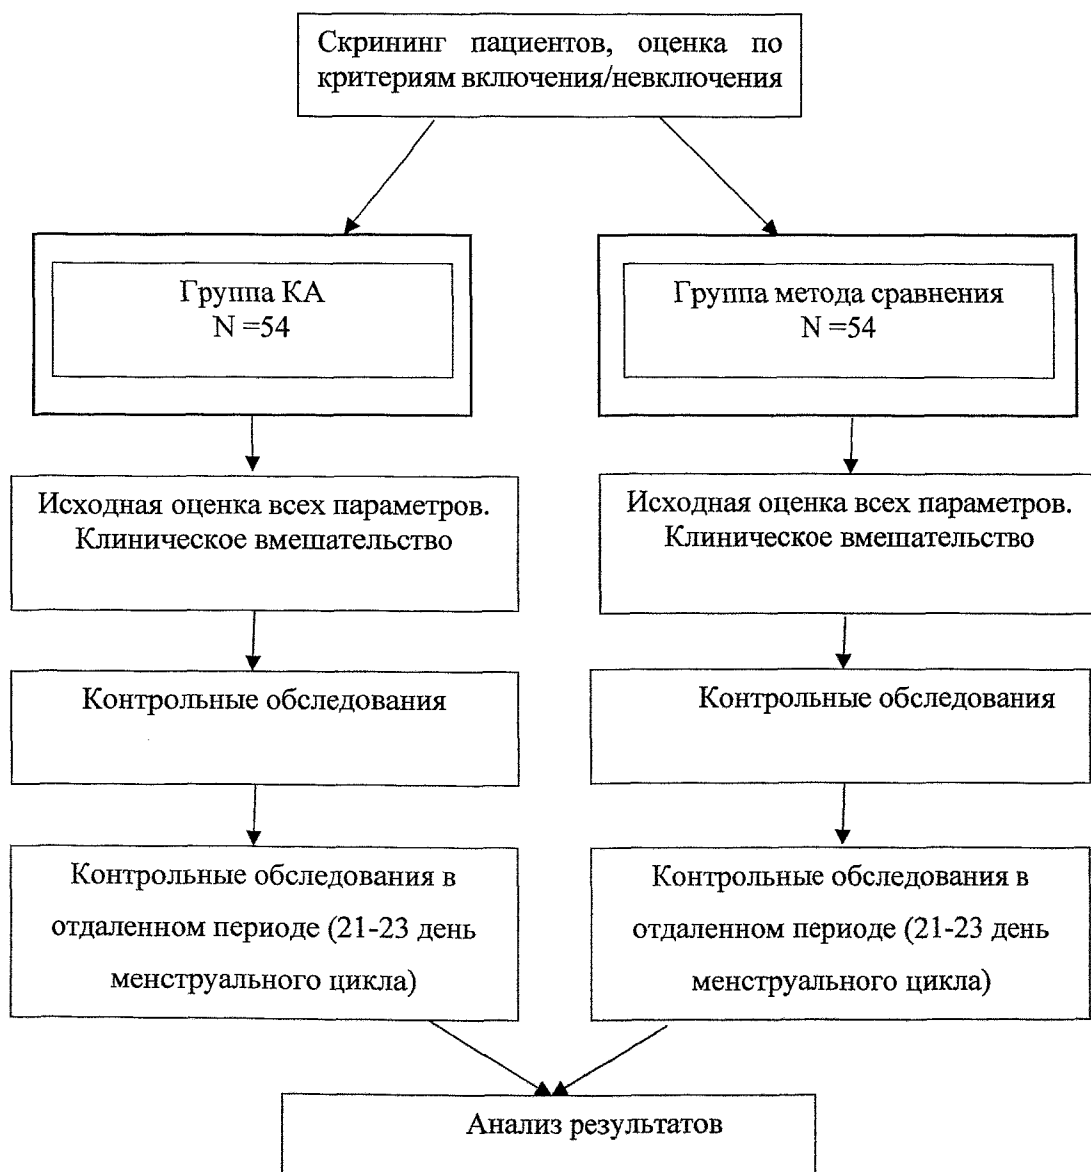 Скрининг пациентов, оценка по
критериям включения/невключения
Группа КА
N =54
Группа метода сравнения
N =54
Исходная оценка всех параметров.
Клиническое вмешательство
Исходная оценка всех параметров.
Клиническое вмешательство
Контрольные обследования
Контрольные обследования
Контрольные обследования в
отдаленном периоде (21-23 день
менструального цикла)
Контрольные обследования в
отдаленном периоде (21-23 день
менструального цикла)
Анализ результатов